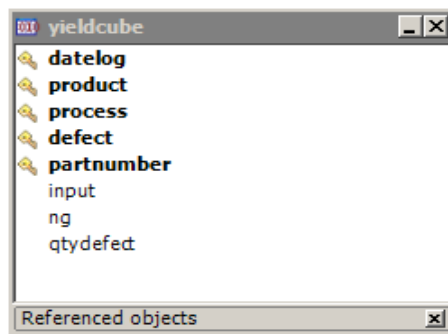 yieldcube
datelog
product
process
defect
partnumber
input
ng
qtydefect
Referenced objects